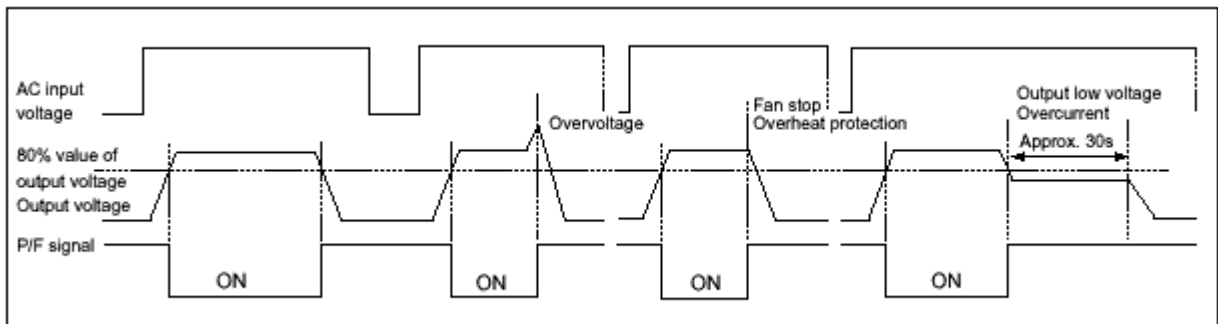 AC input
voltage
Overvoltage
Fan stop
Overheat protection
Output low voltage
Overcurrent
Approx. 30s
80% value of
output voltage
Output voltage
P/F signal
ON
ON
ON
ON